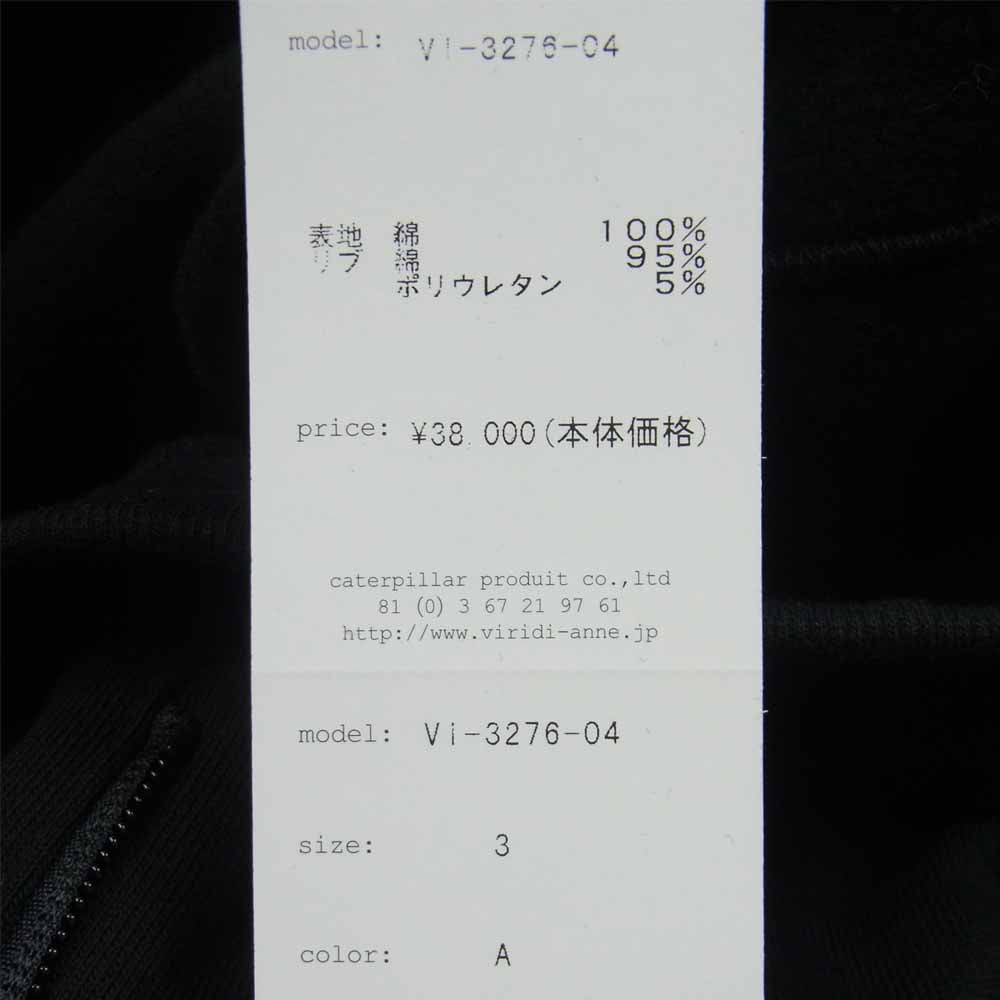 model: Vi-3276-04
表地 綿 100%
リブ 綿 95%
ポリウレタン 5%
price: ¥38,000(本体価格)
caterpillar produit co.,ltd
81 (0) 3 67 21 97 61
http://www.viridi-anne.jp
model: Vi-3276-04
size: 3
color: A